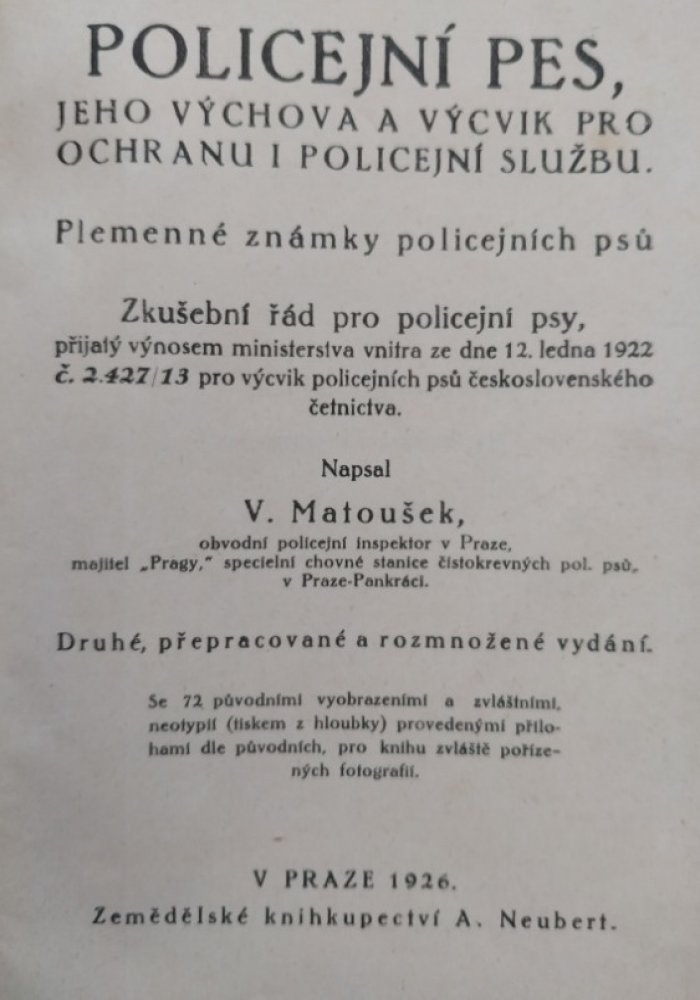 POLICEJNÍ PES,
JEHO VÝCHOVA A VÝCVIK PRO
OCHRANU I POLICEJNÍ SLUŽBU.
Plemenné známky policejních psů
Zkušební řád pro policejní psy,
přijatý výnosem ministerstva vnitra ze dne 12. ledna 1922
č. 2.427/13 pro výcvik policejních psů československého
četnictva.
Napsal
V. Matoušek,
obvodní policejní inspektor v Praze,
majitel „Pragy,“ specielní chovné stanice čistokrevných pol. psů,
v Praze-Pankráci.
Druhé, přepracované a rozmnožené vydání.
Se 72 původními vyobrazeními a zvláštními,
neotypií (tiskem z hloubky) provedenými přílo-
hami dle původních, pro knihu zvláště poříze-
ných fotografií.
V PRAZE 1926.
Zemědělské knihkupectví A. Neubert.